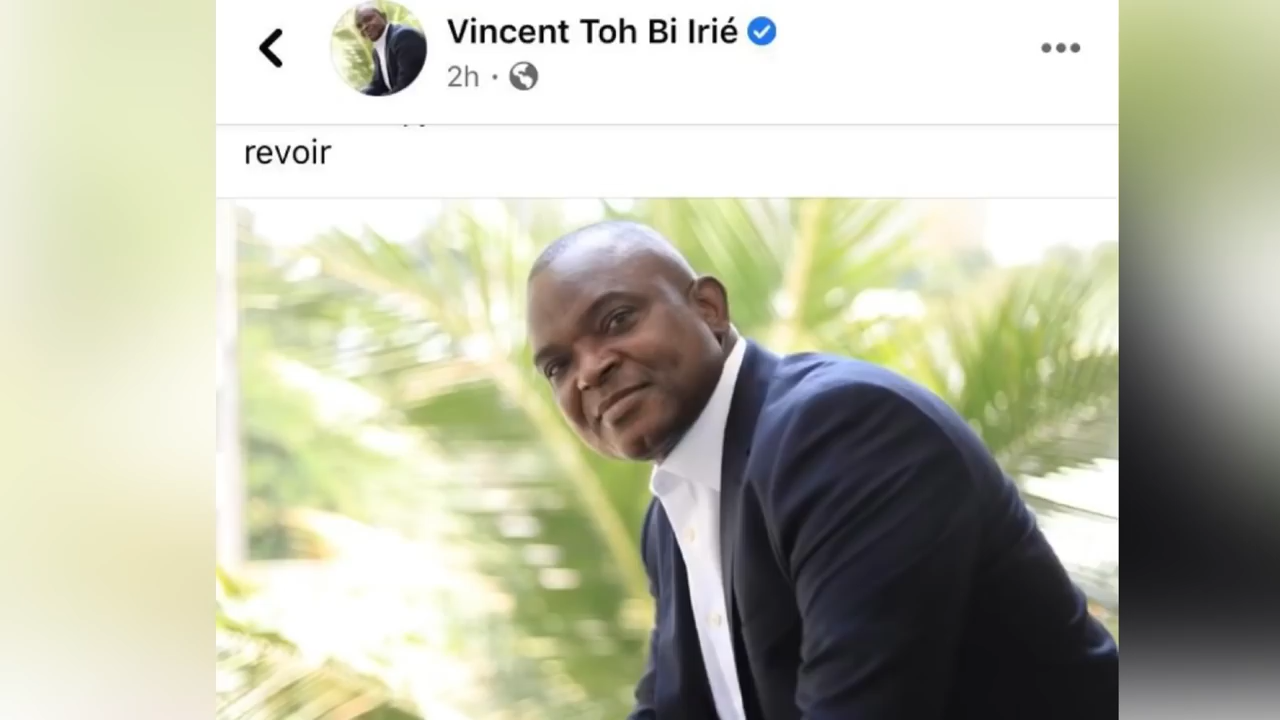 Vincent Toh Bi Irié
2h ·
revoir